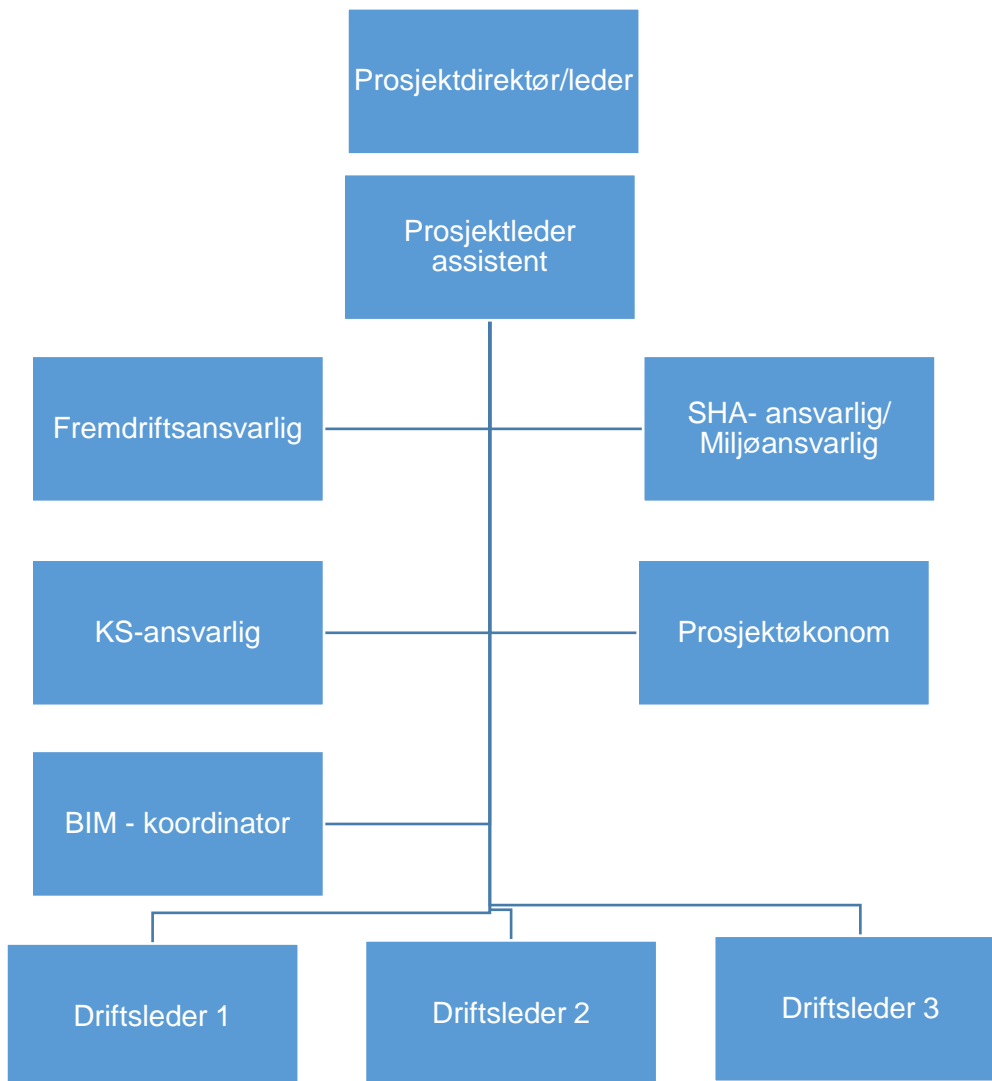 Prosjektdirektør/leder
Prosjektleder
assistent
Fremdriftsansvarlig
SHA- ansvarlig/
Miljøansvarlig
KS-ansvarlig
Prosjektøkonom
BIM - koordinator
Driftsleder 1
Driftsleder 2
Driftsleder 3